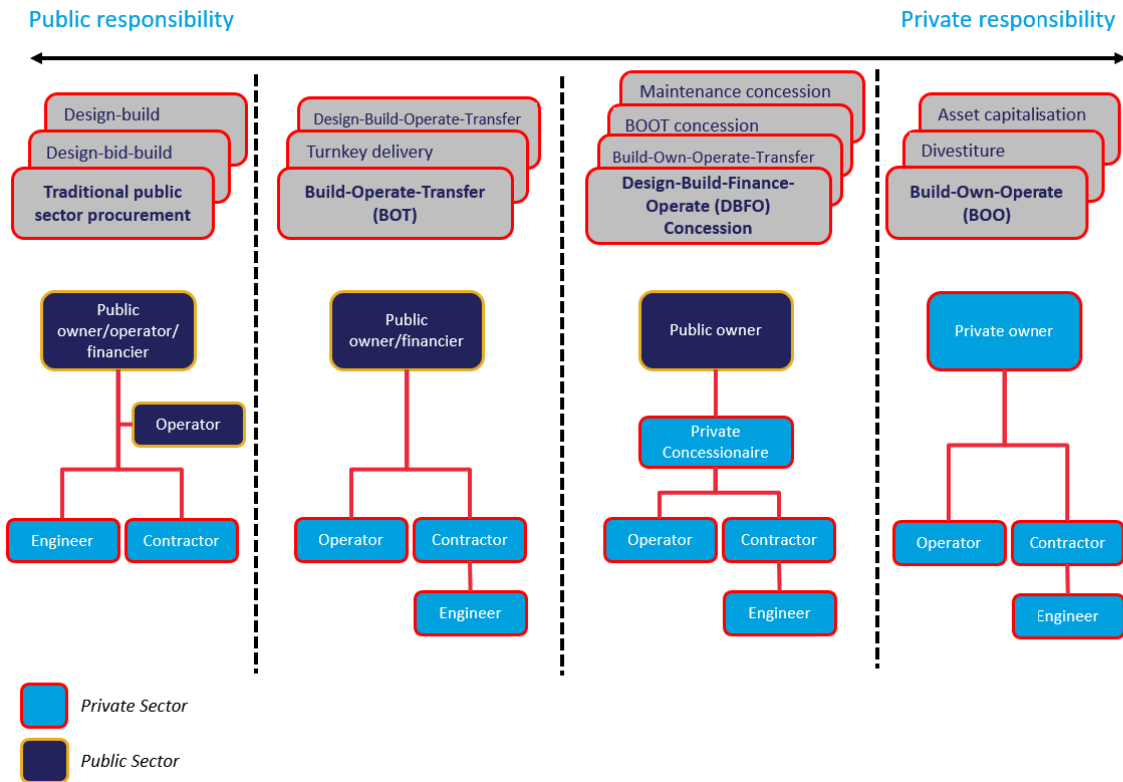 Public responsibility
Private responsibility
Design-build
Design-bid-build
Traditional public
sector procurement
Design-Build-Operate-Transfer
Turnkey delivery
Build-Operate-Transfer
(BOT)
Maintenance concession
BOOT concession
Build-Own-Operate-Transfer
Design-Build-Finance-
Operate (DBFO)
Concession
Asset capitalisation
Divestiture
Build-Own-Operate
(BOO)
Public
owner/operator/
financier
Operator
Engineer
Contractor
Public
owner/financier
Operator
Contractor
Engineer
Public owner
Private
Concessionaire
Operator
Contractor
Engineer
Private owner
Operator
Contractor
Engineer
Private Sector
Public Sector